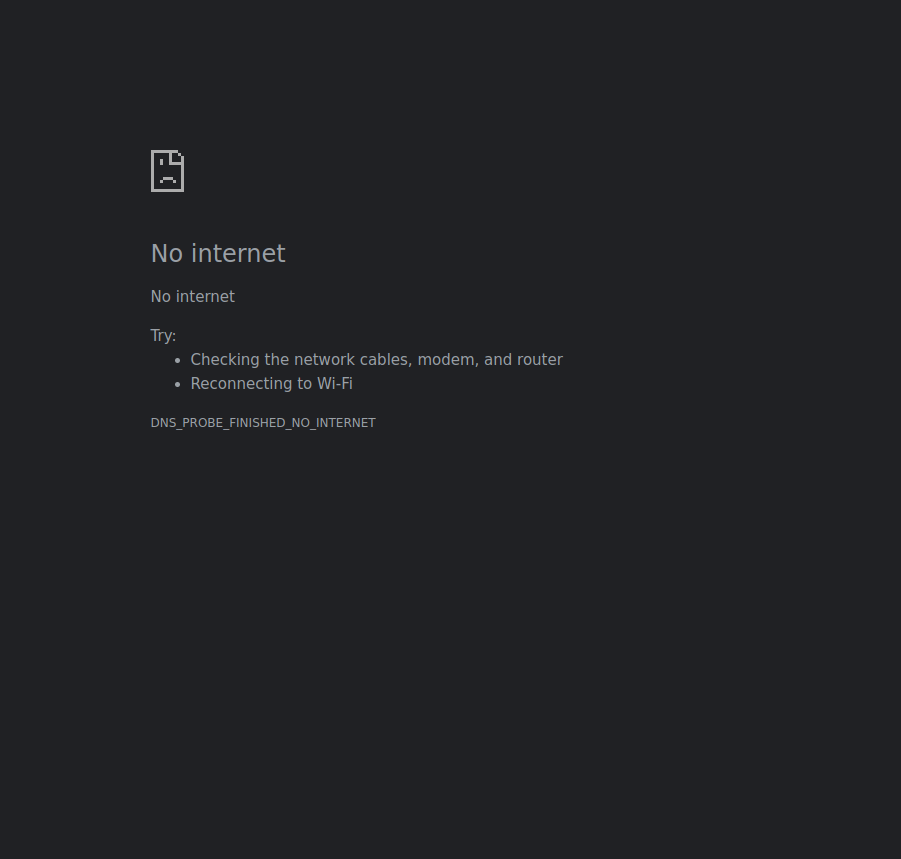 No internet
No internet
Try:
Checking the network cables, modem, and router
Reconnecting to Wi-Fi
DNS_PROBE_FINISHED_NO_INTERNET